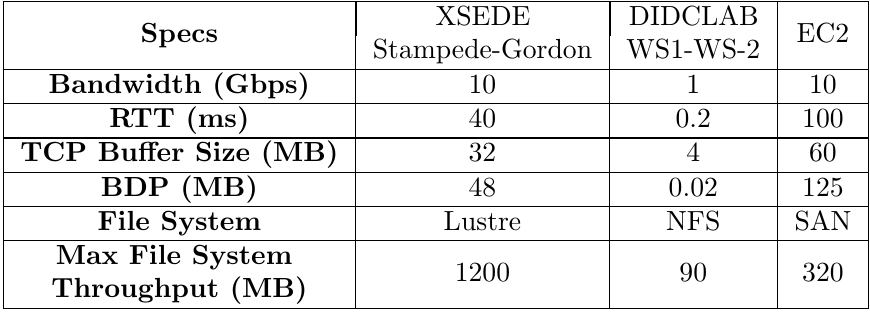 Specs XSEDE Stampede-Gordon DIDCLAB WS1-WS-2 EC2
Bandwidth (Gbps) 10 1 10
RTT (ms) 40 0.2 100
TCP Buffer Size (MB) 32 4 60
BDP (MB) 48 0.02 125
File System Lustre NFS SAN
Max File System Throughput (MB) 1200 90 320